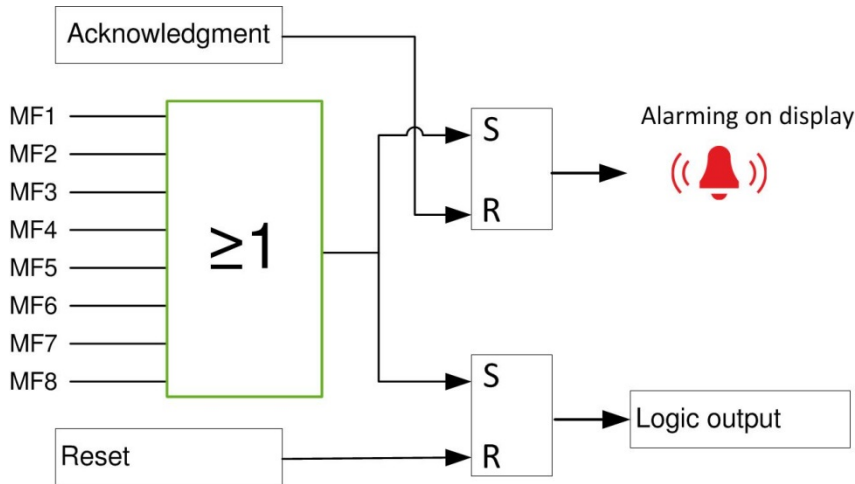 Acknowledgment
MF1
MF2
MF3
MF4
MF5
MF6
MF7
MF8
≥1
S
R
Alarming on display
S
R
Logic output
Reset